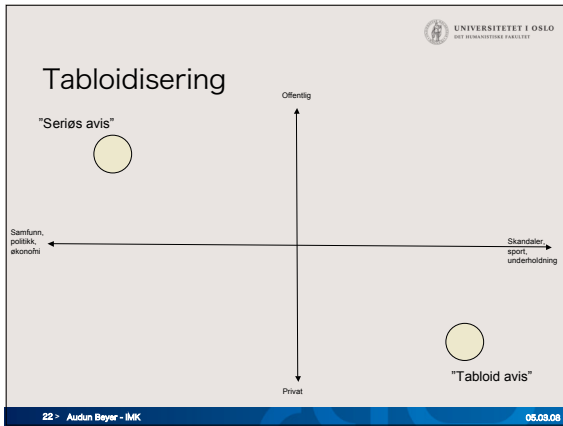 UNIVERSITETET I OSLO
DET HUMANISTISKE FAKULTET
Tabloidisering
Offentlig
"Seriøs avis"
Samfunn,
politikk,
økonomi
Skandaler,
sport,
underholdning
"Tabloid avis"
Privat
22 > Audun Beyer - IMK
05.03.08